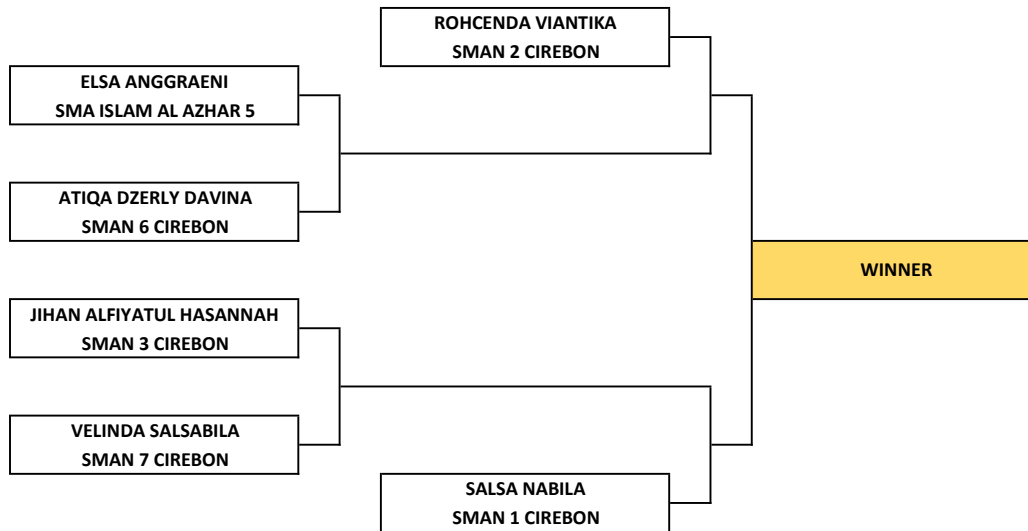 ROHCENDA VIANTIKA
SMAN 2 CIREBON
ELSA ANGGRAENI
SMA ISLAM AL AZHAR 5
ATIQA DZERLY DAVINA
SMAN 6 CIREBON
WINNER
JIHAN ALFIYATUL HASANNAH
SMAN 3 CIREBON
VELINDA SALSABILA
SMAN 7 CIREBON
SALSA NABILA
SMAN 1 CIREBON